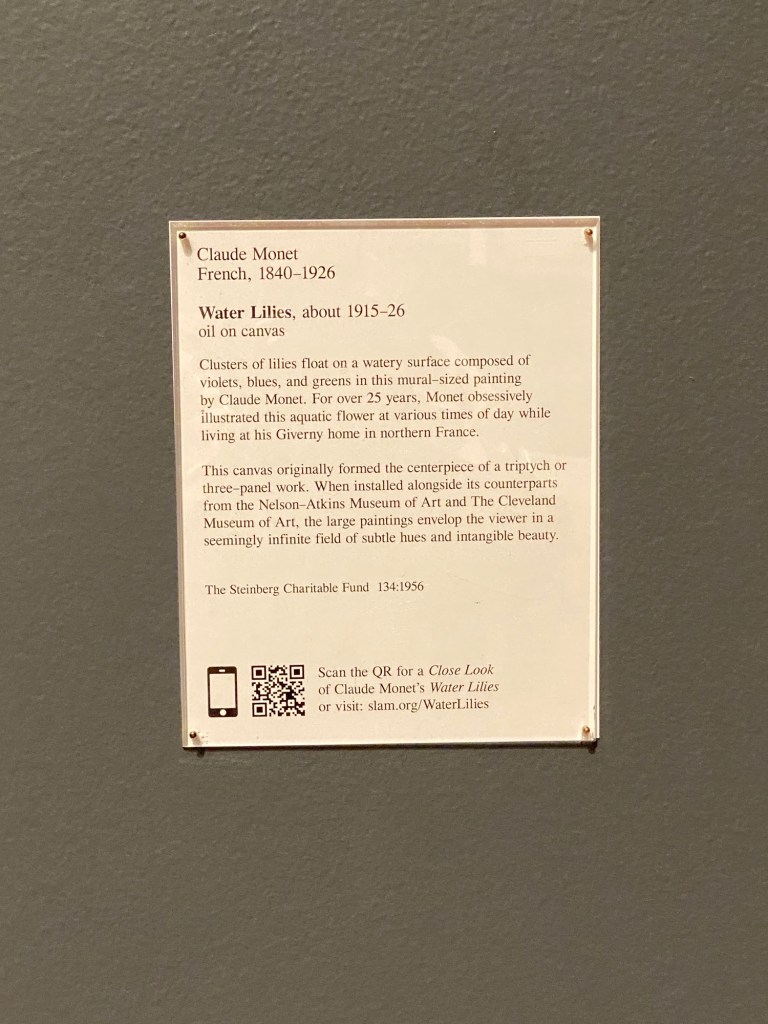 Claude Monet
French, 1840–1926
Water Lilies, about 1915–26
oil on canvas
Clusters of lilies float on a watery surface composed of
violets, blues, and greens in this mural–sized painting
by Claude Monet. For over 25 years, Monet obsessively
illustrated this aquatic flower at various times of day while
living at his Giverny home in northern France.
This canvas originally formed the centerpiece of a triptych or
three–panel work. When installed alongside its counterparts
from the Nelson–Atkins Museum of Art and The Cleveland
Museum of Art, the large paintings envelop the viewer in a
seemingly infinite field of subtle hues and intangible beauty.
The Steinberg Charitable Fund 134:1956
Scan the QR for a Close Look
of Claude Monet's Water Lilies
or visit: slam.org/WaterLilies